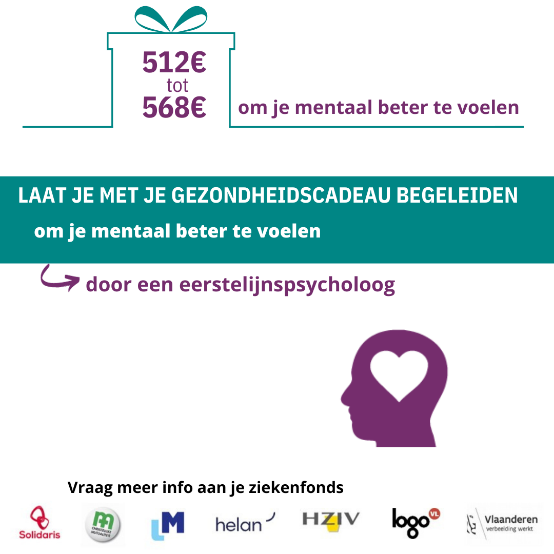 512€
tot
568€
om je mentaal beter te voelen
LAAT JE MET JE GEZONDHEIDSCADEAU BEGELEIDEN
om je mentaal beter te voelen
door een eerstelijnspsycholoog
Vraag meer info aan je ziekenfonds
Solidaris
LM
helan
HZIV
logo VL
Vlaanderen
verbeelding werkt